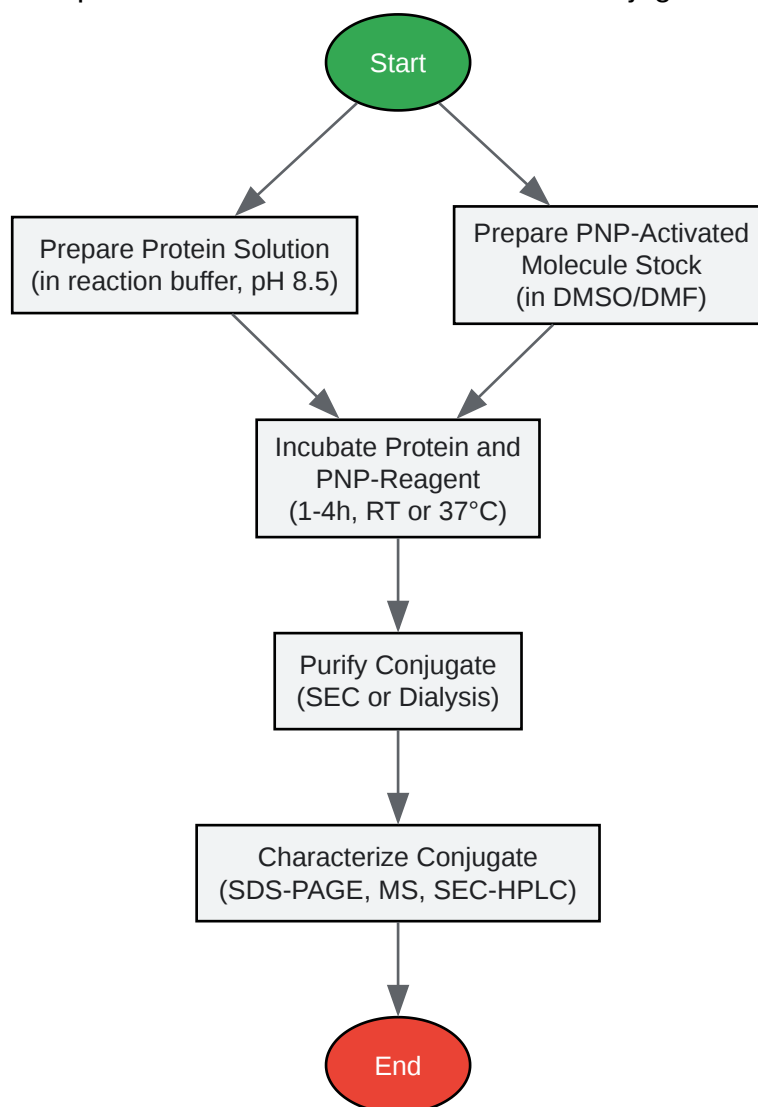 Start
Prepare Protein Solution
(in reaction buffer, pH 8.5)
Prepare PNP-Activated
Molecule Stock
(in DMSO/DMF)
Incubate Protein and
PNP-Reagent
(1-4h, RT or 37°C)
Purify Conjugate
(SEC or Dialysis)
Characterize Conjugate
(SDS-PAGE, MS, SEC-HPLC)
End